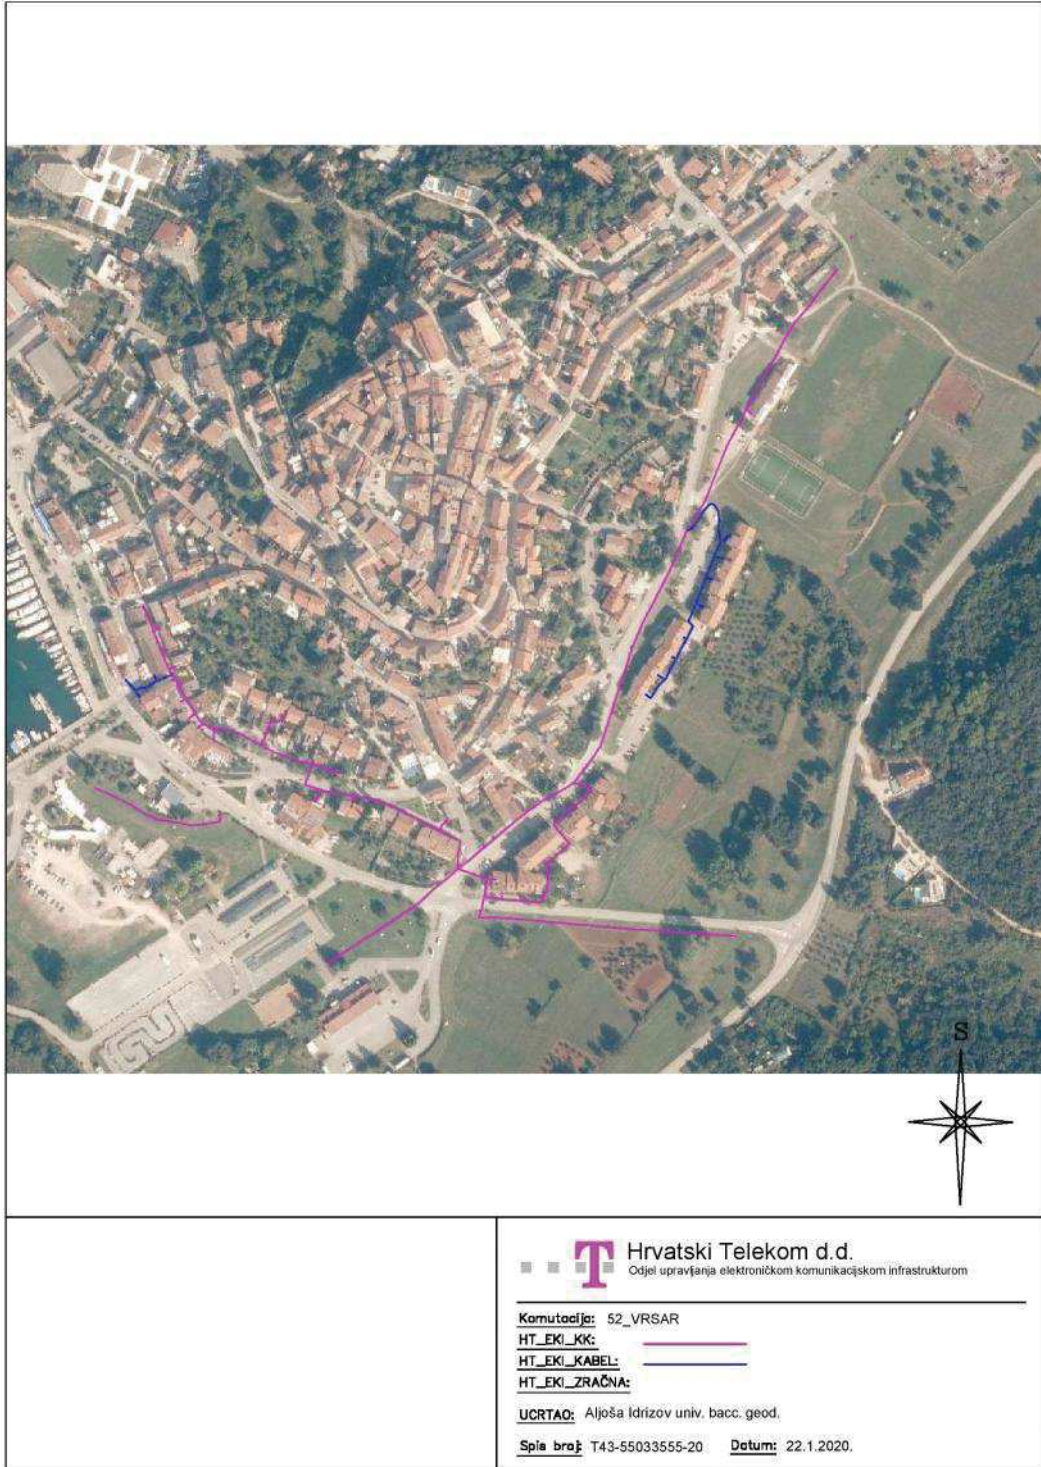 S
T Hrvatski Telekom d.d.
Odjel upravljanja elektroničkom komunikacijskom infrastrukturom
Komutacija: 52_VRSAR
HT_EKI_KK:
HT_EKI_KABEL:
HT_EKI_ZRAČNA:
UCRTAO: Aljoša Idrizov univ. bacc. geod.
Spis broj: T43-55033555-20 Datum: 22.1.2020.